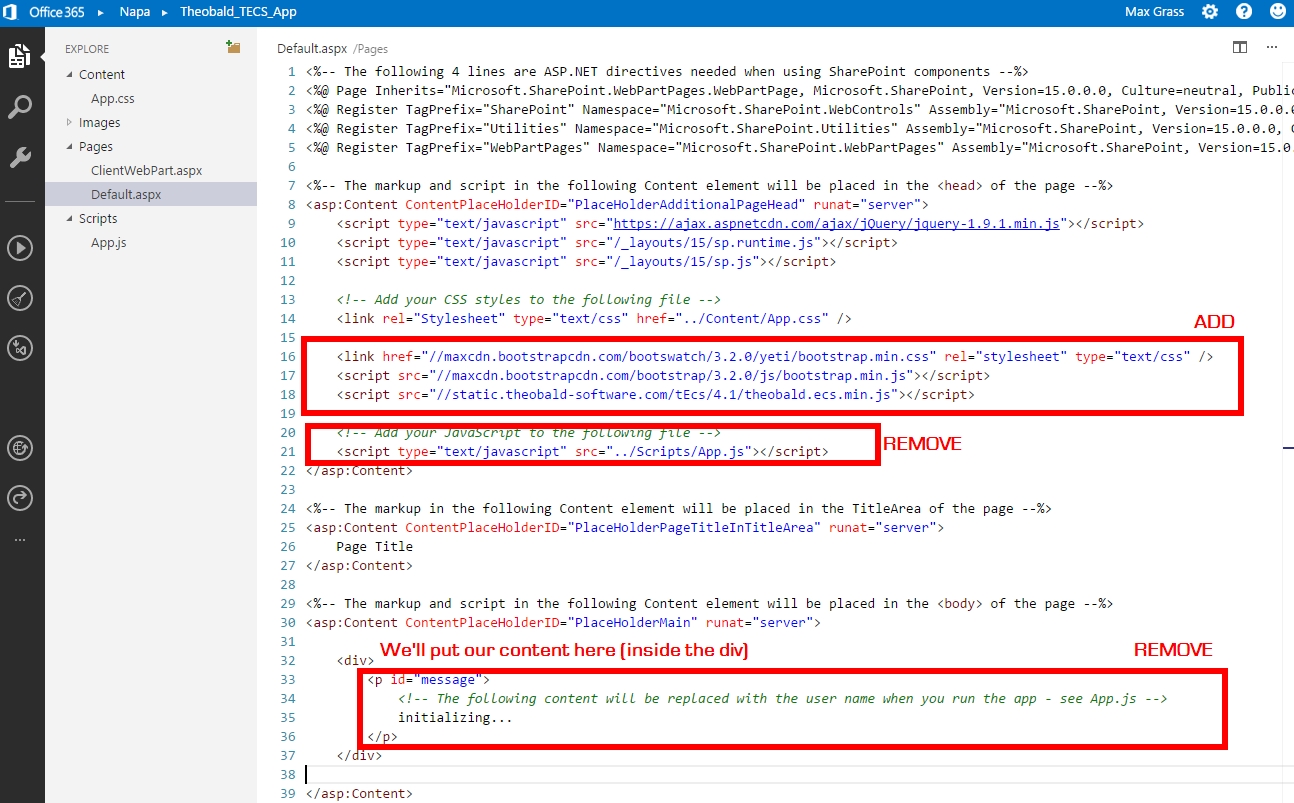 Office 365 ▸ Napa ▸ Theobald_TECS_App Max Grass ?
EXPLORE
Content
App.css
Images
Pages
ClientWebPart.aspx
Default.aspx
Scripts
App.js
...
Default.aspx /Pages ...
1 <%-- The following 4 lines are ASP.NET directives needed when using SharePoint components --%>
2 <%@ Page Inherits="Microsoft.SharePoint.WebPartPages.WebPartPage, Microsoft.SharePoint, Version=15.0.0.0, Culture=neutral, Public
3 <%@ Register TagPrefix="SharePoint" Namespace="Microsoft.SharePoint.WebControls" Assembly="Microsoft.SharePoint, Version=15.0.0.0
4 <%@ Register TagPrefix="Utilities" Namespace="Microsoft.SharePoint.Utilities" Assembly="Microsoft.SharePoint, Version=15.0.0.0,
5 <%@ Register TagPrefix="WebPartPages" Namespace="Microsoft.SharePoint.WebPartPages" Assembly="Microsoft.SharePoint, Version=15.0.
6
7 <%-- The markup and script in the following Content element will be placed in the <head> of the page --%>
8 <asp:Content ContentPlaceHolderID="PlaceHolderAdditionalPageHead" runat="server">
9 <script type="text/javascript" src="https://ajax.aspnetcdn.com/ajax/jQuery/jquery-1.9.1.min.js"></script>
10 <script type="text/javascript" src="/_layouts/15/sp.runtime.js"></script>
11 <script type="text/javascript" src="/_layouts/15/sp.js"></script>
12
13 <!-- Add your CSS styles to the following file -->
14 <link rel="Stylesheet" type="text/css" href="../Content/App.css" />
ADD
15
16 <link href="//maxcdn.bootstrapcdn.com/bootswatch/3.2.0/yeti/bootstrap.min.css" rel="stylesheet" type="text/css" />
17 <script src="//maxcdn.bootstrapcdn.com/bootstrap/3.2.0/js/bootstrap.min.js"></script>
18 <script src="//static.theobald-software.com/tEcs/4.1/theobald.ecs.min.js"></script>
19
20 <!-- Add your JavaScript to the following file -->
REMOVE
21 <script type="text/javascript" src="../Scripts/App.js"></script>
22 </asp:Content>
23
24 <%-- The markup in the following Content element will be placed in the TitleArea of the page --%>
25 <asp:Content ContentPlaceHolderID="PlaceHolderPageTitleInTitleArea" runat="server">
26 Page Title
27 </asp:Content>
28
29 <%-- The markup and script in the following Content element will be placed in the <body> of the page --%>
30 <asp:Content ContentPlaceHolderID="PlaceHolderMain" runat="server">
31
We'll put our content here (inside the div) REMOVE
32 <div>
33 <p id="message">
34 <!-- The following content will be replaced with the user name when you run the app - see App.js -->
35 initializing...
36 </p>
37 </div>
38
39 </asp:Content>